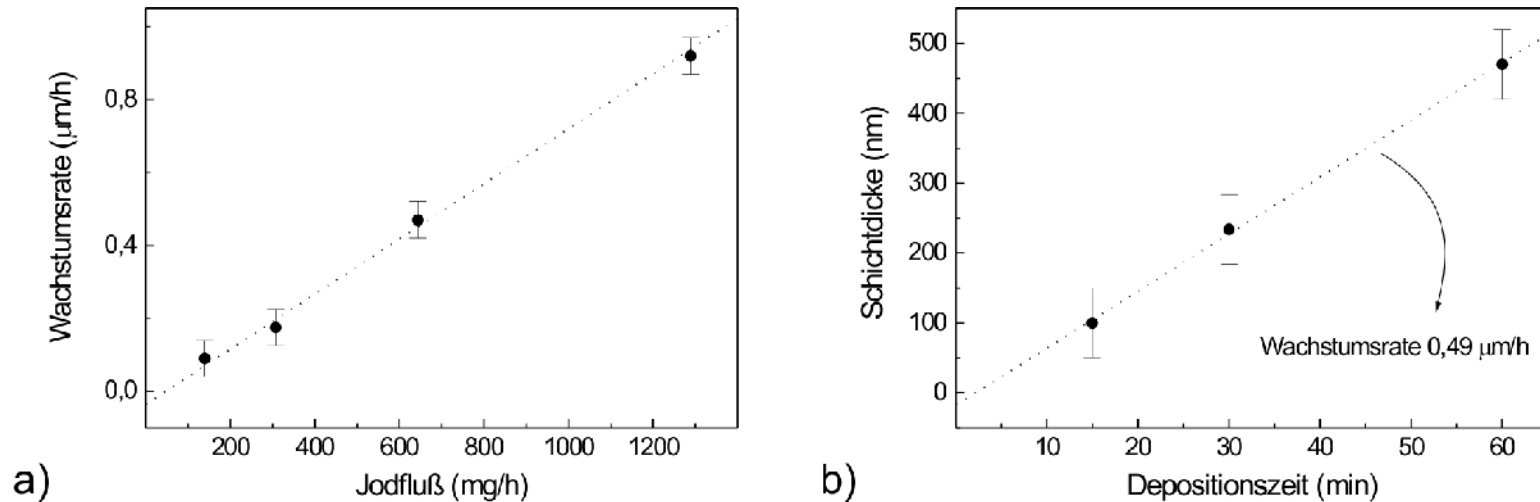 Wachstumsrate (µm/h)
0,8
0,4
0,0
200 400 600 800 1000 1200
Jodfluß (mg/h)
a)
Schichtdicke (nm)
500
400
300
200
100
0
10 20 30 40 50 60
Depositionszeit (min)
Wachstumsrate 0,49 µm/h
b)